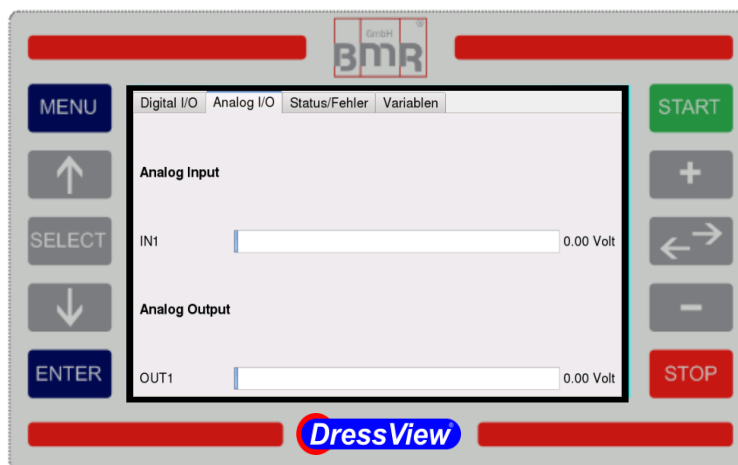 GmbH
®
BMR
MENU
START
Digital I/O Analog I/O Status/Fehler Variablen
Analog Input
+
SELECT
IN1 0.00 Volt
Analog Output
−
ENTER
OUT1 0.00 Volt
STOP
DressView®